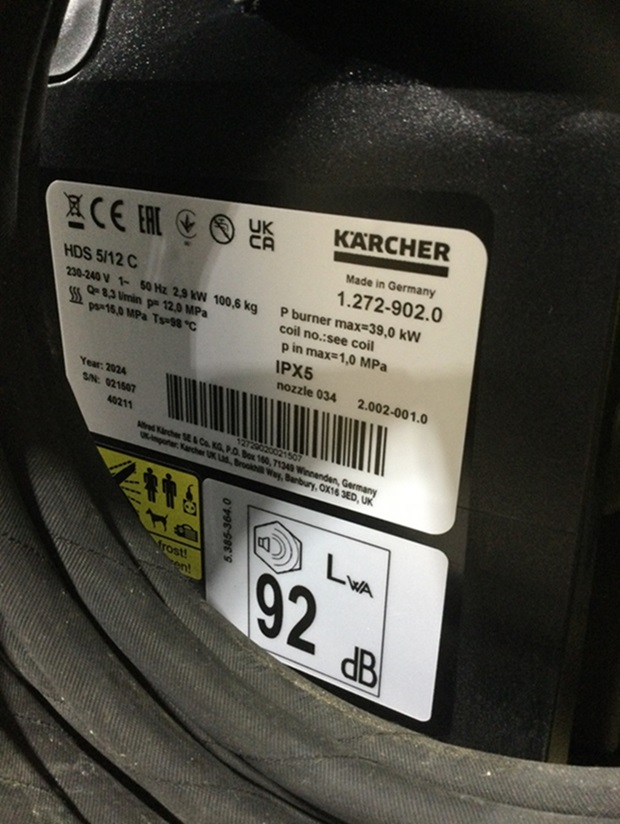 CE EAC UK
CA
KÄRCHER
Made in Germany
1.272-902.0
HDS 5/12 C
230-240 V 1~ 50 Hz 2,9 kW 100,6 kg
Q= 8,3 l/min p= 12,0 MPa
ps=15,0 MPa Ts=98 °C
P burner max=39,0 kW
coil no.:see coil
p in max=1,0 MPa
IPX5
nozzle 034 2.002-001.0
Year: 2024
S/N: 021507
40211
12729020021507
Alfred Kärcher SE & Co. KG, P.O. Box 160, 71349 Winnenden, Germany
UK-Importer: Karcher UK Ltd., Brookhill Way, Banbury, OX16 3ED, UK
frost!
5.385-364.0
LWA
92
dB